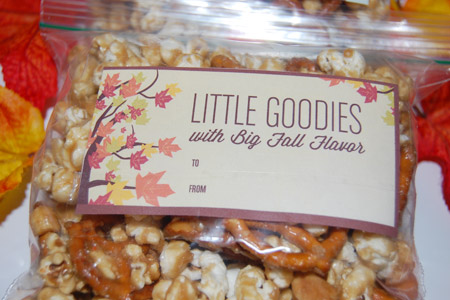 LITTLE GOODIES
with Big Fall Flavor
TO
FROM